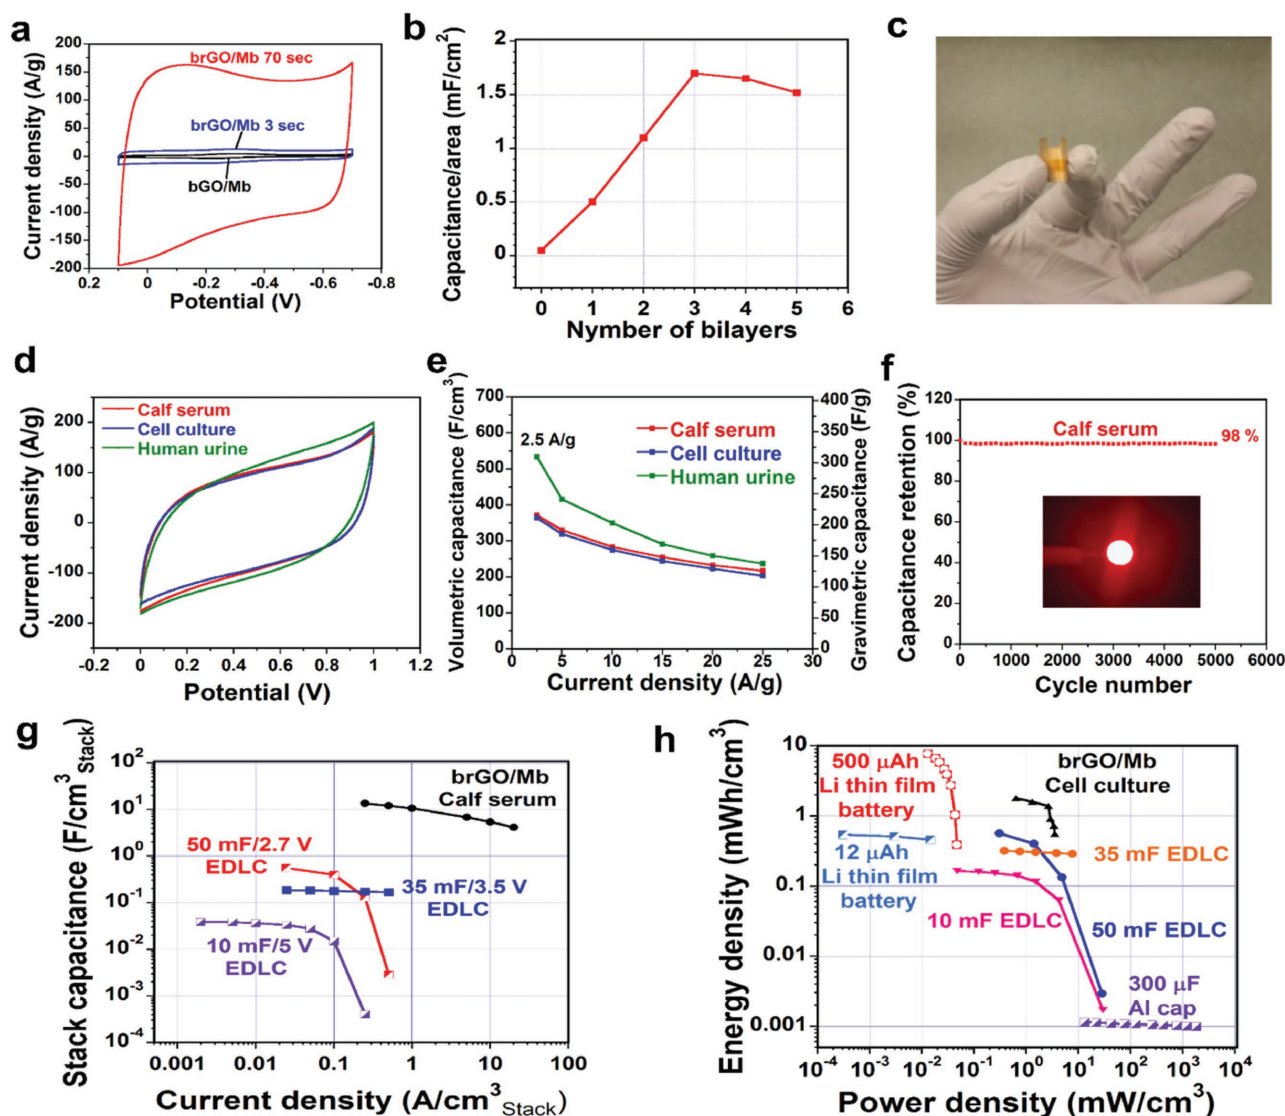 a
Current density (A/g)
200
150
100
50
0
-50
-100
-150
-200
brGO/Mb 70 sec
brGO/Mb 3 sec
bGO/Mb
0.2 0 -0.2 -0.4 -0.6 -0.8
Potential (V)
b
Capacitance/area (mF/cm²)
2
1.5
1
0.5
0
0 1 2 3 4 5 6
Nymber of bilayers
c
d
Current density (A/g)
200
100
0
-100
-200
Calf serum
Cell culture
Human urine
-0.2 0 0.2 0.4 0.6 0.8 1 1.2
Potential (V)
e
Volumetric capacitance (F/cm³)
700
600
500
400
300
200
100
0
2.5 A/g
Calf serum
Cell culture
Human urine
400
350
300
250
200
150
100
50
0
Gravimetric capacitance (F/g)
0 5 10 15 20 25 30
Current density (A/g)
f
Capacitance retention (%)
120
100
80
60
40
20
0
Calf serum
98 %
0 1000 2000 3000 4000 5000 6000
Cycle number
g
Stack capacitance (F/cm³Stack)
10²
10¹
10⁰
10⁻¹
10⁻²
10⁻³
10⁻⁴
brGO/Mb
Calf serum
50 mF/2.7 V
EDLC
35 mF/3.5 V
EDLC
10 mF/5 V
EDLC
0.001 0.01 0.1 1 10 100
Current density (A/cm³Stack)
h
Energy density (mWh/cm³)
10
1
0.1
0.01
0.001
500 µAh
Li thin film
battery
brGO/Mb
Cell culture
12 µAh
Li thin film
battery
35 mF EDLC
10 mF EDLC
50 mF EDLC
300 µF
Al cap
10⁻⁴ 10⁻³ 10⁻² 10⁻¹ 10⁰ 10¹ 10² 10³ 10⁴
Power density (mW/cm³)